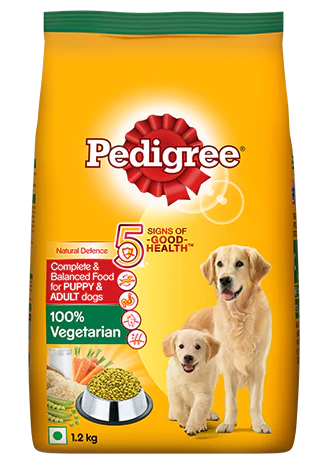 Pedigree®
Natural Defence
5 SIGNS OF
-GOOD-
HEALTH™
Complete &
Balanced Food
for PUPPY &
ADULT dogs
100%
Vegetarian
1.2 kg